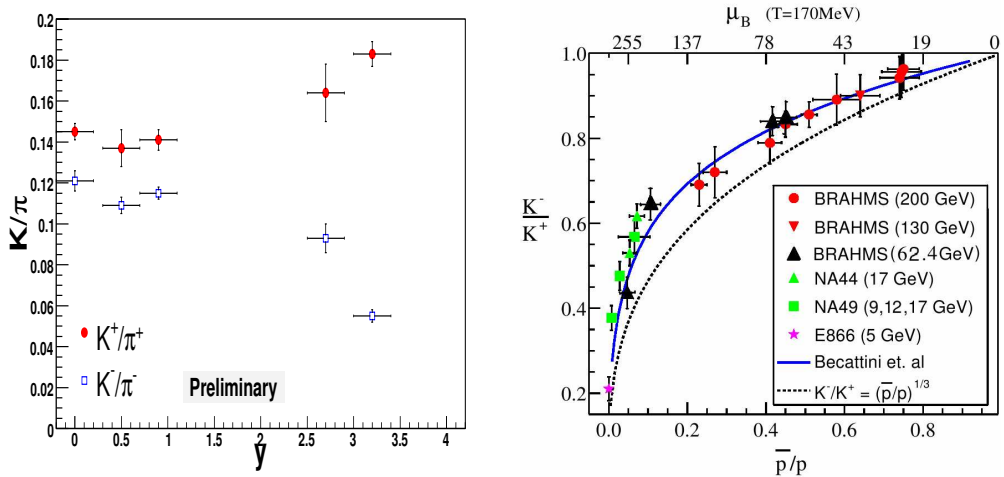 0.2
0.18
0.16
0.14
0.12
0.1
0.08
0.06
0.04
0.02
0
K/π
K⁺/π⁺
K⁻/π⁻
Preliminary
0 0.5 1 1.5 2 2.5 3 3.5 4
y
μ_B (T=170MeV)
255 137 78 43 19 0
1.0
0.8
0.6
0.4
0.2
K⁻
K⁺
BRAHMS (200 GeV)
BRAHMS (130 GeV)
BRAHMS (62.4GeV)
NA44 (17 GeV)
NA49 (9,12,17 GeV)
E866 (5 GeV)
Becattini et. al
K⁻/K⁺ = (p̅/p)^1/3
0.0 0.2 0.4 0.6 0.8 1
p̅/p